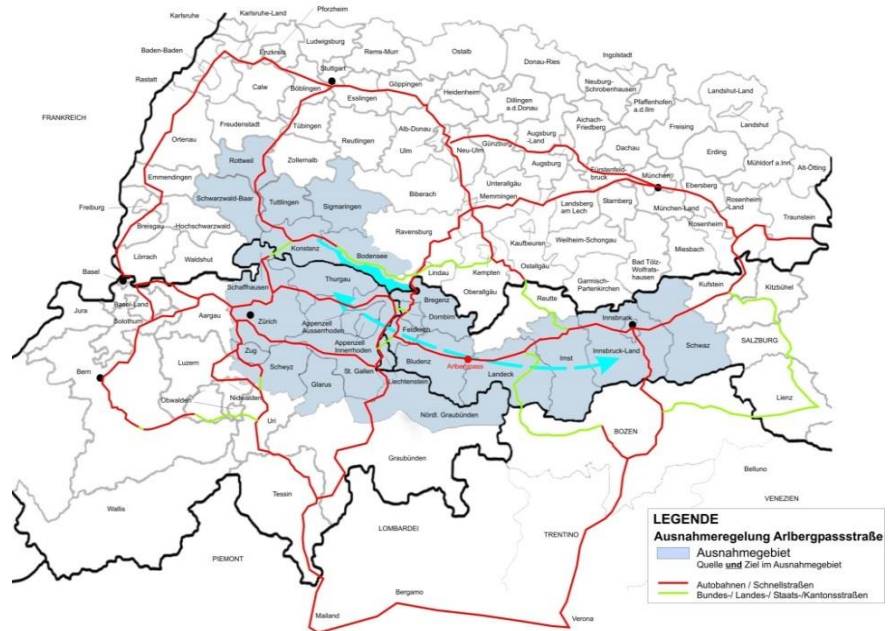 Karlsruhe
Karlsruhe-Land
Pforzheim
Enzkreis
Ludwigsburg
Rems-Murr
Ostalb
Baden-Baden
Rastatt
Calw
Stuttgart
Böblingen
Esslingen
Göppingen
Heidenheim
Donau-Ries
Ingolstadt
Neuburg-
Schrobenhausen
Dillingen
a.d.Donau
Pfaffenhofen
a.d.Ilm
Landshut-Land
FRANKREICH
Ortenau
Freudenstadt
Tübingen
Reutlingen
Alb-Donau
Ulm
Neu-Ulm
Günzburg
Augsburg
-Land
Aichach-
Friedberg
Freising
Landshut
Rottweil
Zollernalb
Augsburg
Dachau
Erding
Mühldorf a.Inn
Alt-Ötting
Emmendingen
Schwarzwald-Baar
Tuttlingen
Sigmaringen
Biberach
Unterallgäu
Memmingen
Fürstenfeld-
bruck
München
Ebersberg
Landsberg
am Lech
Starnberg
München-Land
Rosenheim
-Land
Rosenheim
Traunstein
Freiburg
Breisgau
-Hochschwarzwald
Ravensburg
Kaufbeuren
Weilheim-Schongau
Miesbach
Lörrach
Waldshut
Konstanz
Bodensee
Lindau
Kempten
Ostallgäu
Oberallgäu
Bad Tölz-
Wolfrats-
hausen
Garmisch-
Partenkirchen
Basel
Schaffhausen
Thurgau
Bregenz
Reutte
Kufstein
Kitzbühel
Jura
Basel-Land
Solothurn
Aargau
Zürich
Appenzell
Ausserrhoden
Dornbirn
Feldkirch
Innsbruck
SALZBURG
Bern
Luzern
Zug
Schwyz
Appenzell
Innerrhoden
Bludenz
Arlbergpass
Imst
Innsbruck-Land
Schwaz
Obwalden
Nidwalden
Glarus
St. Gallen
Liechtenstein
Landeck
Lienz
Uri
Nördl. Graubünden
BOZEN
Graubünden
Belluno
Wallis
Tessin
VENEZIEN
PIEMONT
LOMBARDEI
TRENTINO
Bergamo
Mailand
Verona
LEGENDE
Ausnahmeregelung Arlbergpassstraße
Ausnahmegebiet
Quelle und Ziel im Ausnahmegebiet
Autobahnen / Schnellstraßen
Bundes-/ Landes-/ Staats-/Kantonsstraßen